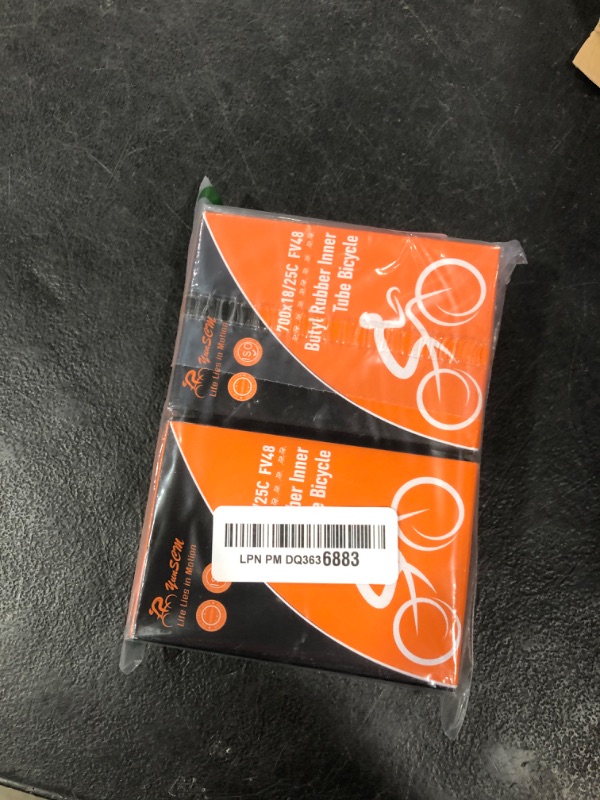 700x18/25C FV48
Butyl Rubber Inner
Tube Bicycle
YunSCM
Life Lies in Motion
ISO
/25C FV48
ber Inner
e Bicycle
YunSCM
Life Lies in Motion
LPN PM DQ3636883